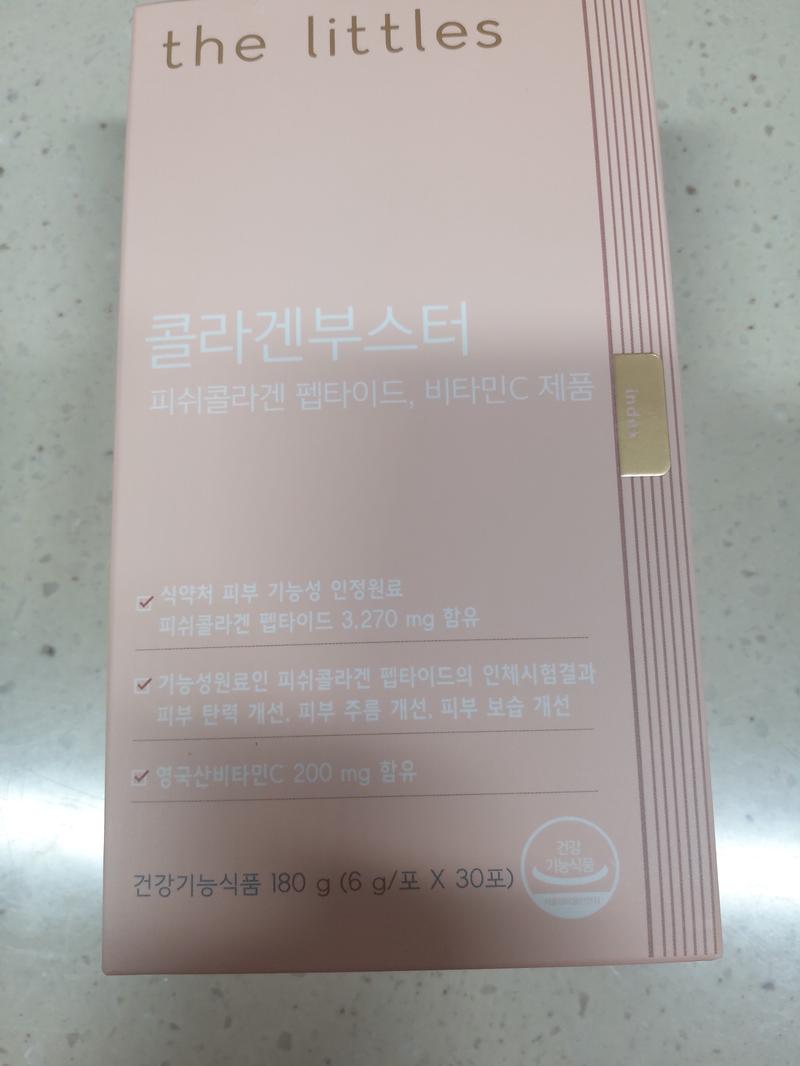 the littles
콜라겐부스터
피쉬콜라겐 펩타이드, 비타민C 제품
index
식약처 피부 기능성 인정원료
피쉬콜라겐 펩타이드 3,270 mg 함유
기능성원료인 피쉬콜라겐 펩타이드의 인체시험결과
피부 탄력 개선, 피부 주름 개선, 피부 보습 개선
영국산비타민C 200 mg 함유
건강기능식품 180 g (6 g/포 X 30포)
건강
기능식품